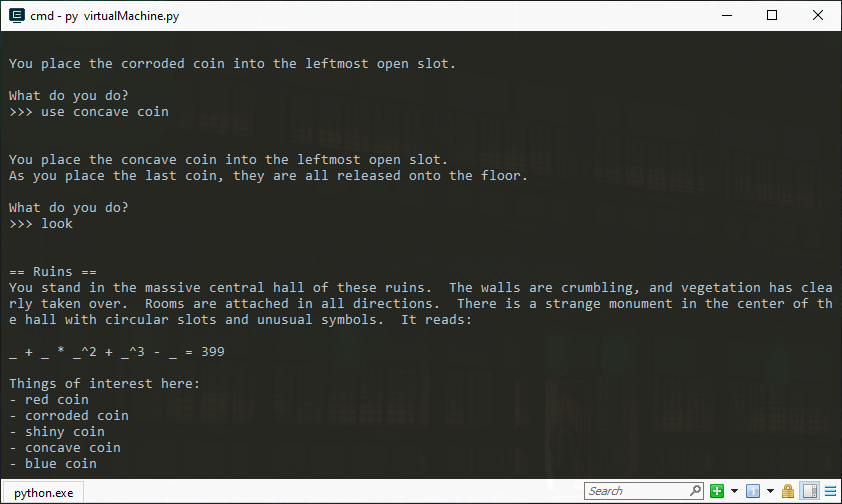 cmd - py  virtualMachine.py
You place the corroded coin into the leftmost open slot.
What do you do?
>>> use concave coin
You place the concave coin into the leftmost open slot.
As you place the last coin, they are all released onto the floor.
What do you do?
>>> look
== Ruins ==
You stand in the massive central hall of these ruins.  The walls are crumbling, and vegetation has clea
rly taken over.  Rooms are attached in all directions.  There is a strange monument in the center of th
e hall with circular slots and unusual symbols.  It reads:
_ + _ * _^2 + _^3 - _ = 399
Things of interest here:
- red coin
- corroded coin
- shiny coin
- concave coin
- blue coin
python.exe
Search